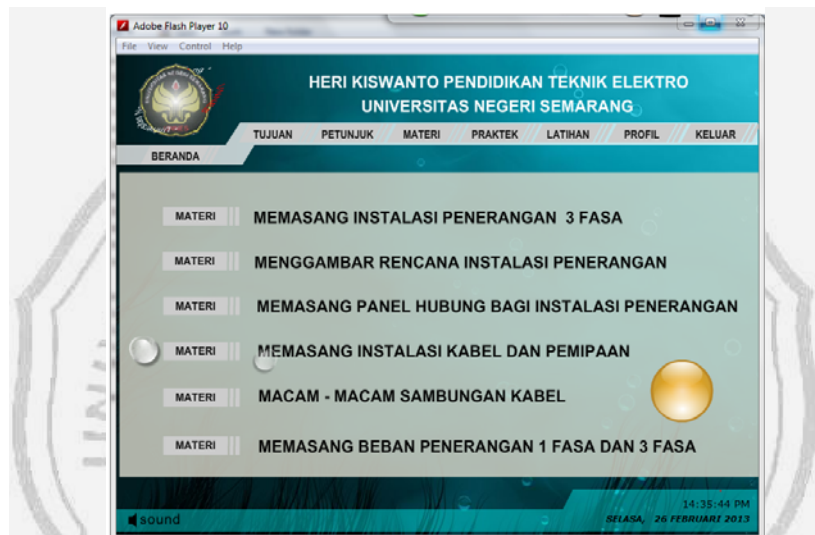 Adobe Flash Player 10
File View Control Help
HERI KISWANTO PENDIDIKAN TEKNIK ELEKTRO
UNIVERSITAS NEGERI SEMARANG
TUJUAN PETUNJUK MATERI PRAKTEK LATIHAN PROFIL KELUAR
BERANDA
MATERI MEMASANG INSTALASI PENERANGAN 3 FASA
MATERI MENGGAMBAR RENCANA INSTALASI PENERANGAN
MATERI MEMASANG PANEL HUBUNG BAGI INSTALASI PENERANGAN
MATERI MEMASANG INSTALASI KABEL DAN PEMIPAAN
MATERI MACAM - MACAM SAMBUNGAN KABEL
MATERI MEMASANG BEBAN PENERANGAN 1 FASA DAN 3 FASA
14:35:44 PM
sound
SELASA, 26 FEBRUARI 2013